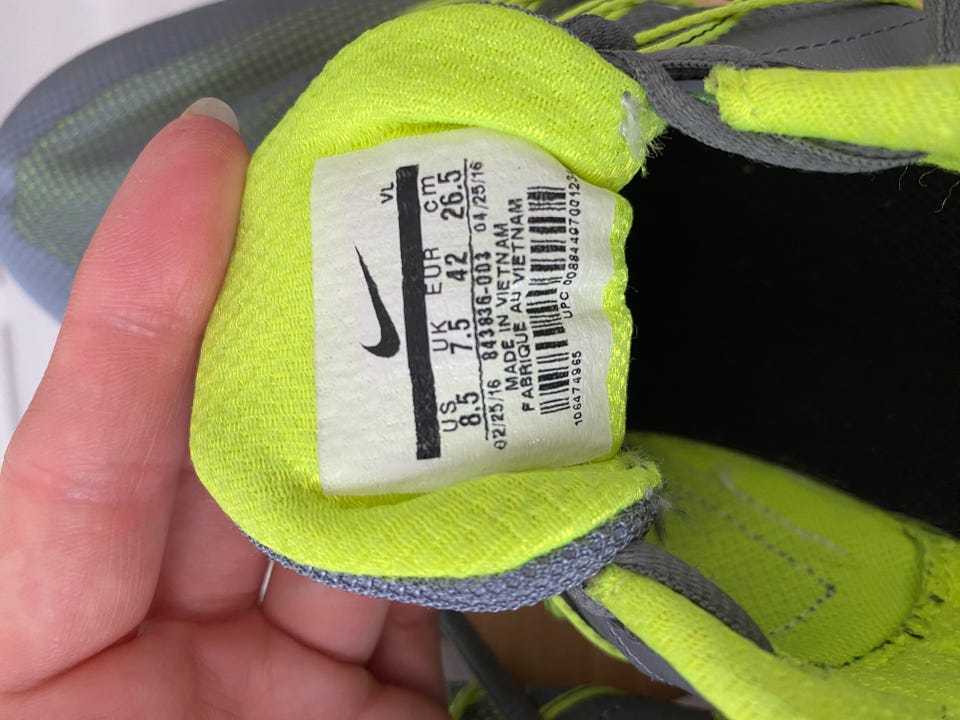 VL
US UK EUR cm
8.5 7.5 42 26.5
02/25/16 843836-003 04/25/16
MADE IN VIETNAM
FABRIQUE AU VIETNAM
106474965 UPC 0088449700123